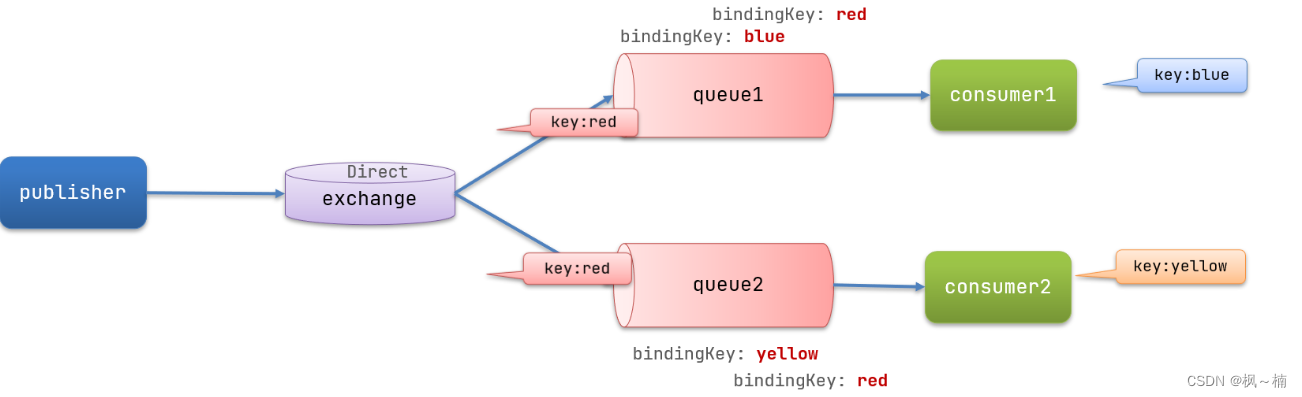 bindingKey: red
bindingKey: blue
queue1
consumer1
key:blue
key:red
Direct
exchange
publisher
key:red
queue2
consumer2
key:yellow
bindingKey: yellow
bindingKey: red
CSDN @枫～楠